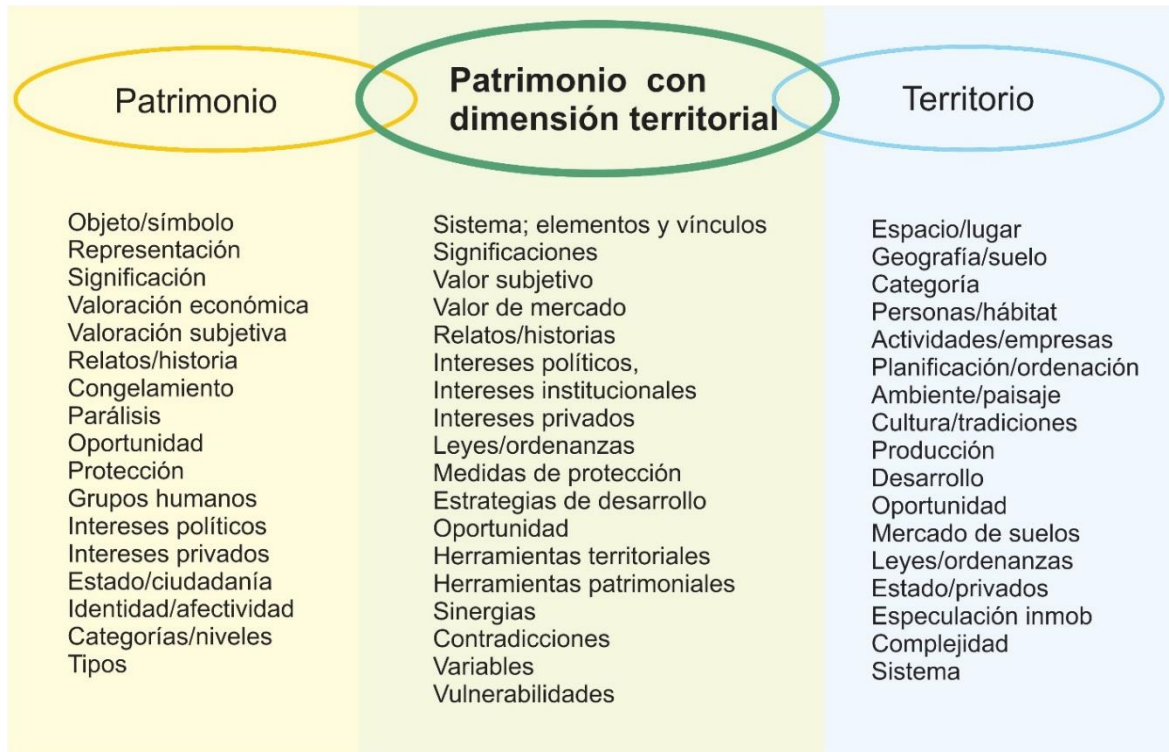 Patrimonio
Patrimonio con
dimensión territorial
Territorio
Objeto/símbolo
Representación
Significación
Valoración económica
Valoración subjetiva
Relatos/historia
Congelamiento
Parálisis
Oportunidad
Protección
Grupos humanos
Intereses políticos
Intereses privados
Estado/ciudadanía
Identidad/afectividad
Categorías/niveles
Tipos
Sistema; elementos y vínculos
Significaciones
Valor subjetivo
Valor de mercado
Relatos/historias
Intereses políticos,
Intereses institucionales
Intereses privados
Leyes/ordenanzas
Medidas de protección
Estrategias de desarrollo
Oportunidad
Herramientas territoriales
Herramientas patrimoniales
Sinergias
Contradicciones
Variables
Vulnerabilidades
Espacio/lugar
Geografía/suelo
Categoría
Personas/hábitat
Actividades/empresas
Planificación/ordenación
Ambiente/paisaje
Cultura/tradiciones
Producción
Desarrollo
Oportunidad
Mercado de suelos
Leyes/ordenanzas
Estado/privados
Especulación inmob
Complejidad
Sistema